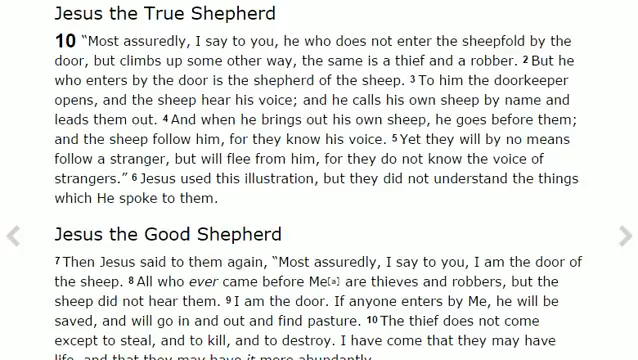 Jesus the True Shepherd
10 “Most assuredly, I say to you, he who does not enter the sheepfold by the
door, but climbs up some other way, the same is a thief and a robber. 2 But he
who enters by the door is the shepherd of the sheep. 3 To him the doorkeeper
opens, and the sheep hear his voice; and he calls his own sheep by name and
leads them out. 4 And when he brings out his own sheep, he goes before them;
and the sheep follow him, for they know his voice. 5 Yet they will by no means
follow a stranger, but will flee from him, for they do not know the voice of
strangers.” 6 Jesus used this illustration, but they did not understand the things
which He spoke to them.
Jesus the Good Shepherd
7 Then Jesus said to them again, “Most assuredly, I say to you, I am the door of
the sheep. 8 All who ever came before Me[a] are thieves and robbers, but the
sheep did not hear them. 9 I am the door. If anyone enters by Me, he will be
saved, and will go in and out and find pasture. 10 The thief does not come
except to steal, and to kill, and to destroy. I have come that they may have
life, and that they may have it more abundantly.